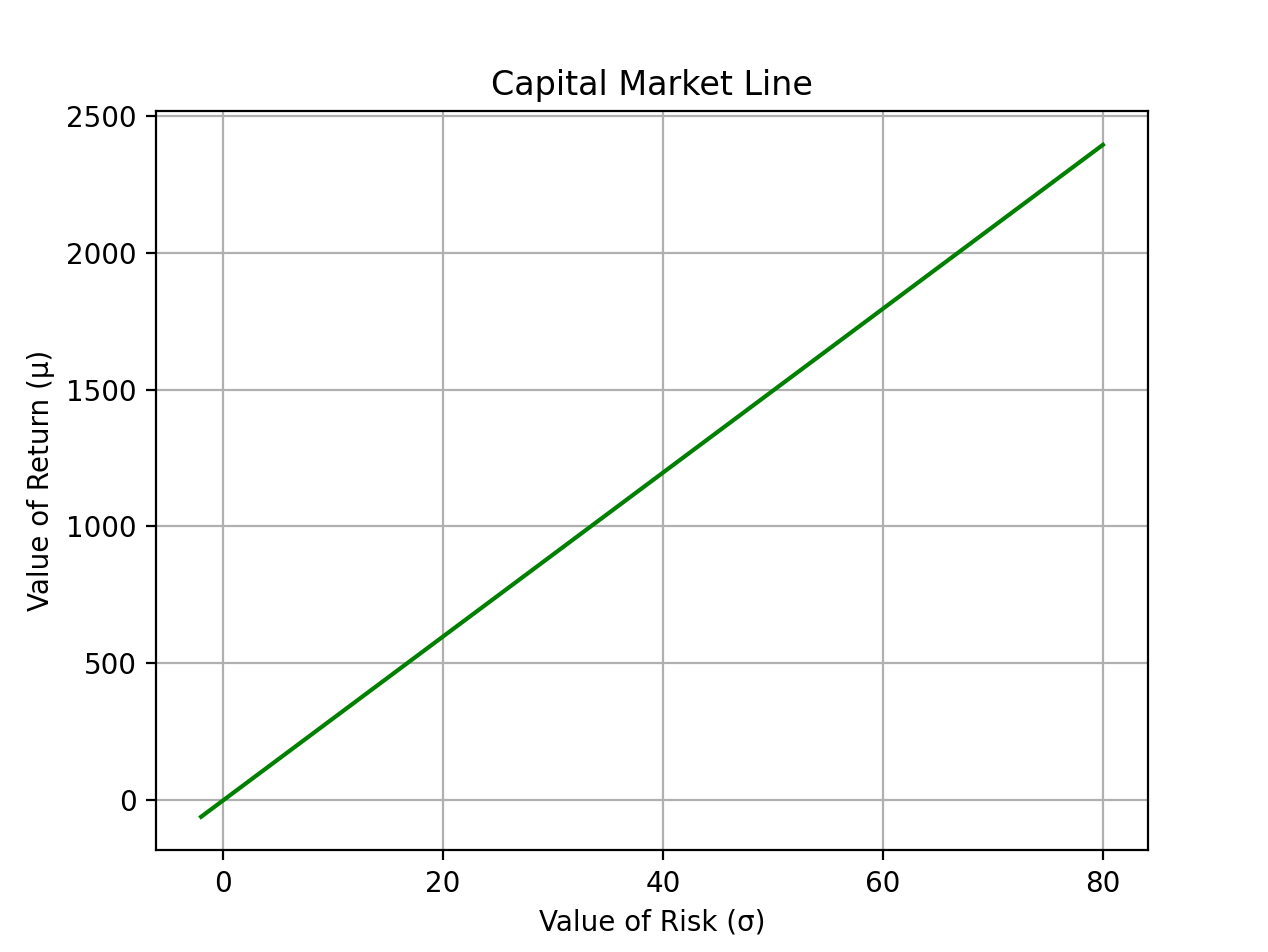 Capital Market Line
2500
2000
1500
1000
500
0
Value of Return (μ)
0 20 40 60 80
Value of Risk (σ)